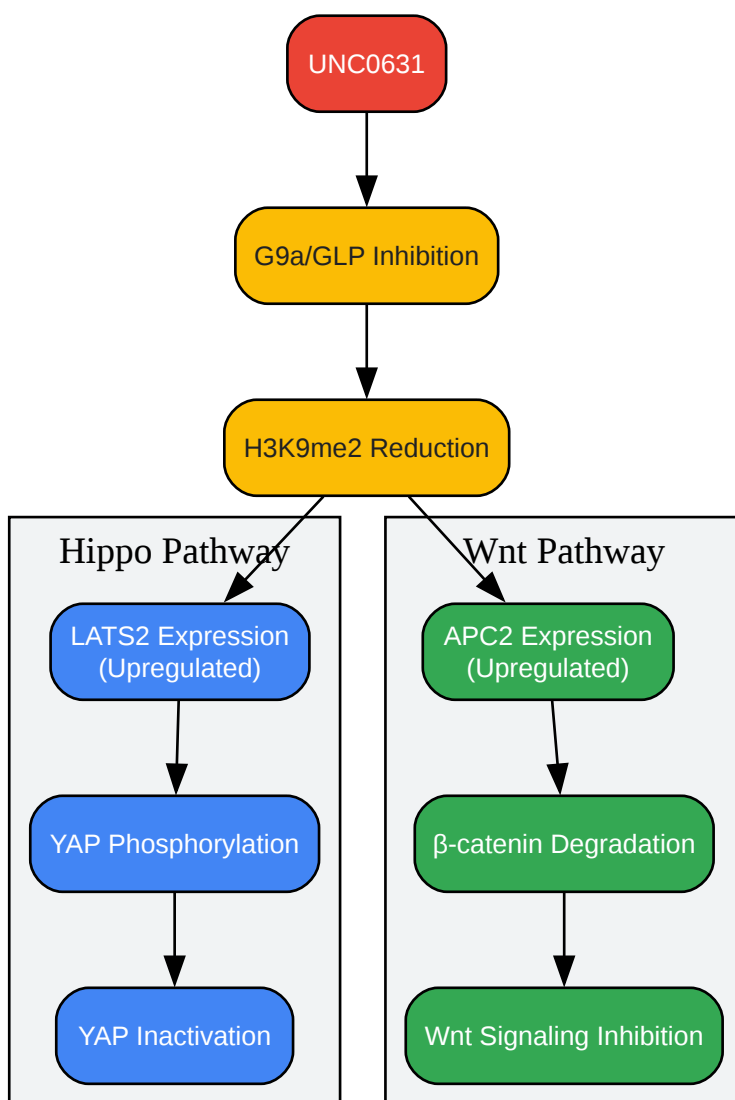 UNC0631
G9a/GLP Inhibition
H3K9me2 Reduction
Hippo Pathway
LATS2 Expression
(Upregulated)
YAP Phosphorylation
YAP Inactivation
Wnt Pathway
APC2 Expression
(Upregulated)
β-catenin Degradation
Wnt Signaling Inhibition